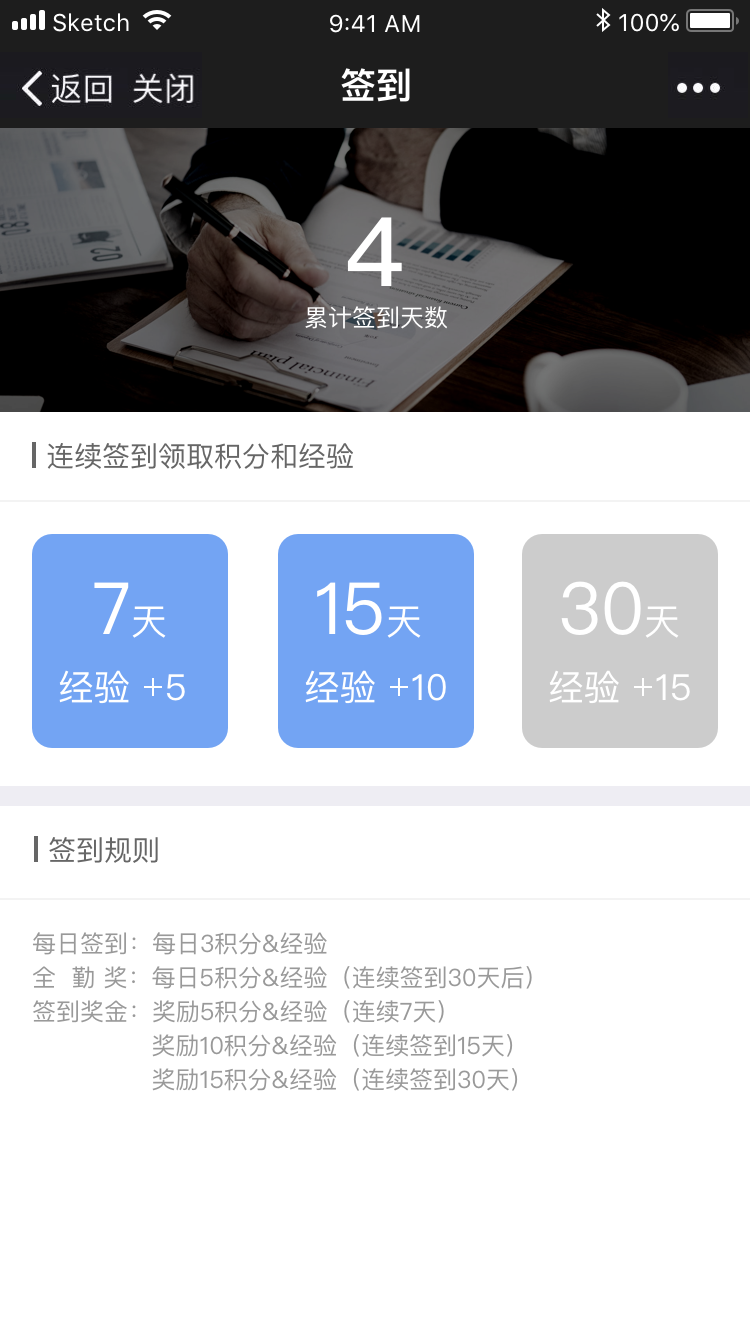 Sketch 9:41 AM 100%
返回 关闭 签到
4
累计签到天数
Financial plan
连续签到领取积分和经验
7天 15天 30天
经验 +5 经验 +10 经验 +15
签到规则
每日签到：每日3积分&经验
全 勤 奖：每日5积分&经验（连续签到30天后）
签到奖金：奖励5积分&经验（连续7天）
奖励10积分&经验（连续签到15天）
奖励15积分&经验（连续签到30天）